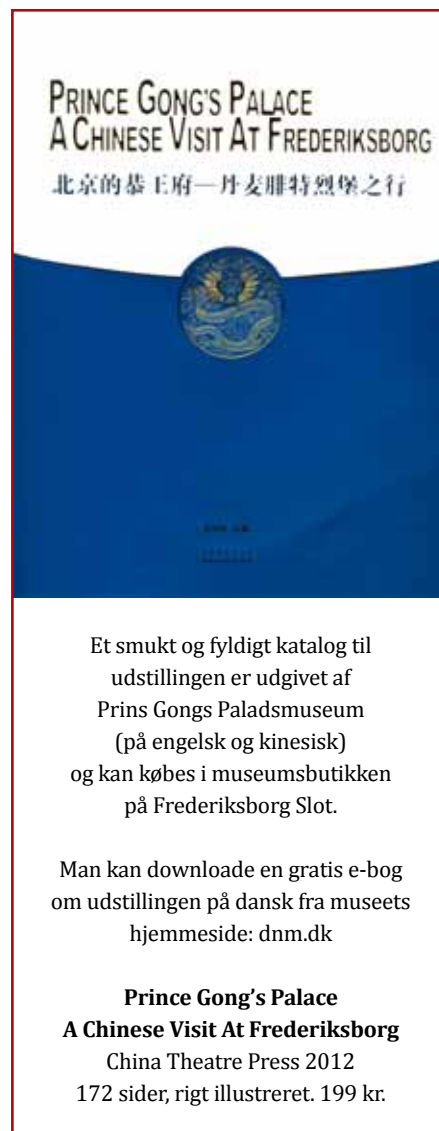 PRINCE GONG'S PALACE
A CHINESE VISIT AT FREDERIKSBORG
北京的恭王府—丹麦腓特烈堡之行
Et smukt og fyldigt katalog til
udstillingen er udgivet af
Prins Gongs Paladsmuseum
(på engelsk og kinesisk)
og kan købes i museumsbutikken
på Frederiksborg Slot.
Man kan downloade en gratis e-bog
om udstillingen på dansk fra museets
hjemmeside: dnm.dk
Prince Gong’s Palace
A Chinese Visit At Frederiksborg
China Theatre Press 2012
172 sider, rigt illustreret. 199 kr.